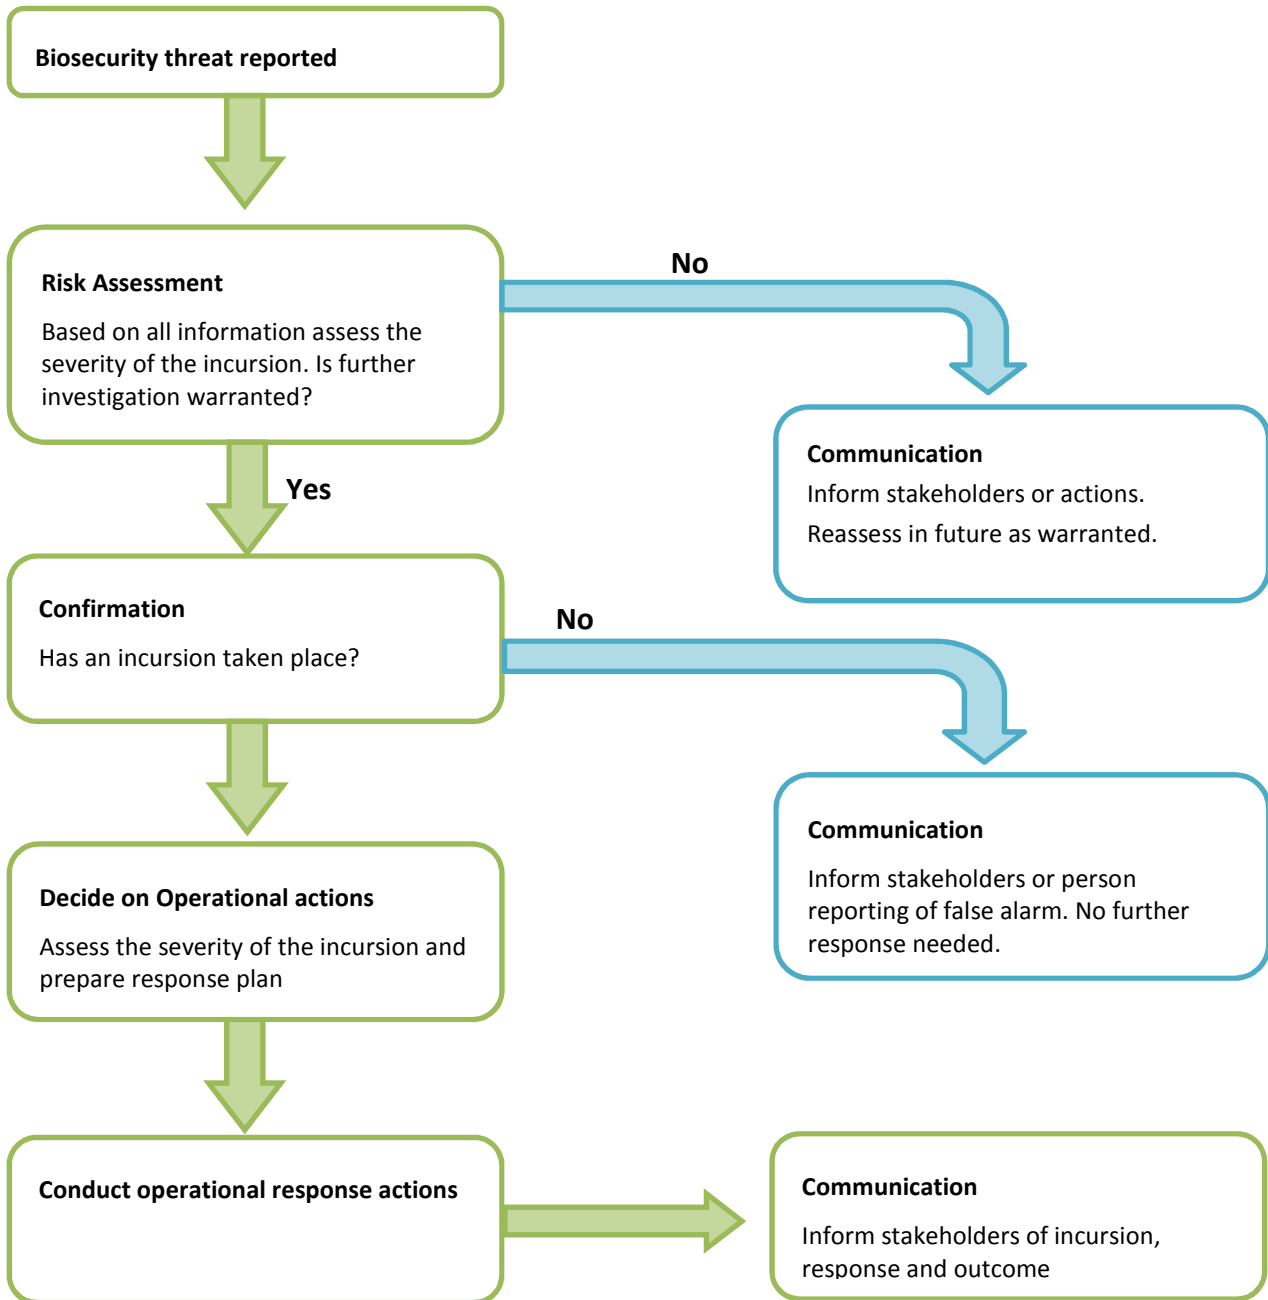 Biosecurity threat reported
Risk Assessment
Based on all information assess the
severity of the incursion. Is further
investigation warranted?
No
Communication
Inform stakeholders or actions.
Reassess in future as warranted.
Yes
Confirmation
Has an incursion taken place?
No
Communication
Inform stakeholders or person
reporting of false alarm. No further
response needed.
Decide on Operational actions
Assess the severity of the incursion and
prepare response plan
Conduct operational response actions
Communication
Inform stakeholders of incursion,
response and outcome